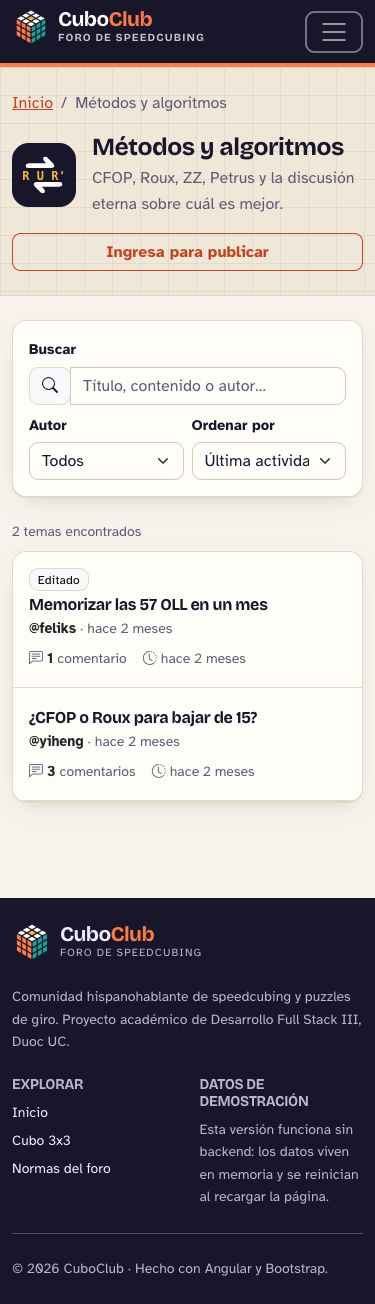 CuboClub
FORO DE SPEEDCUBING
Inicio / Métodos y algoritmos
R U R'
Métodos y algoritmos
CFOP, Roux, ZZ, Petrus y la discusión
eterna sobre cuál es mejor.
Ingresa para publicar
Buscar
Título, contenido o autor...
Autor
Ordenar por
Todos
Última activida
2 temas encontrados
Editado
Memorizar las 57 OLL en un mes
@feliks · hace 2 meses
1 comentario hace 2 meses
¿CFOP o Roux para bajar de 15?
@yiheng · hace 2 meses
3 comentarios hace 2 meses
CuboClub
FORO DE SPEEDCUBING
Comunidad hispanohablante de speedcubing y puzzles
de giro. Proyecto académico de Desarrollo Full Stack III,
Duoc UC.
EXPLORAR
Inicio
Cubo 3x3
Normas del foro
DATOS DE
DEMOSTRACIÓN
Esta versión funciona sin
backend: los datos viven
en memoria y se reinician
al recargar la página.
© 2026 CuboClub · Hecho con Angular y Bootstrap.